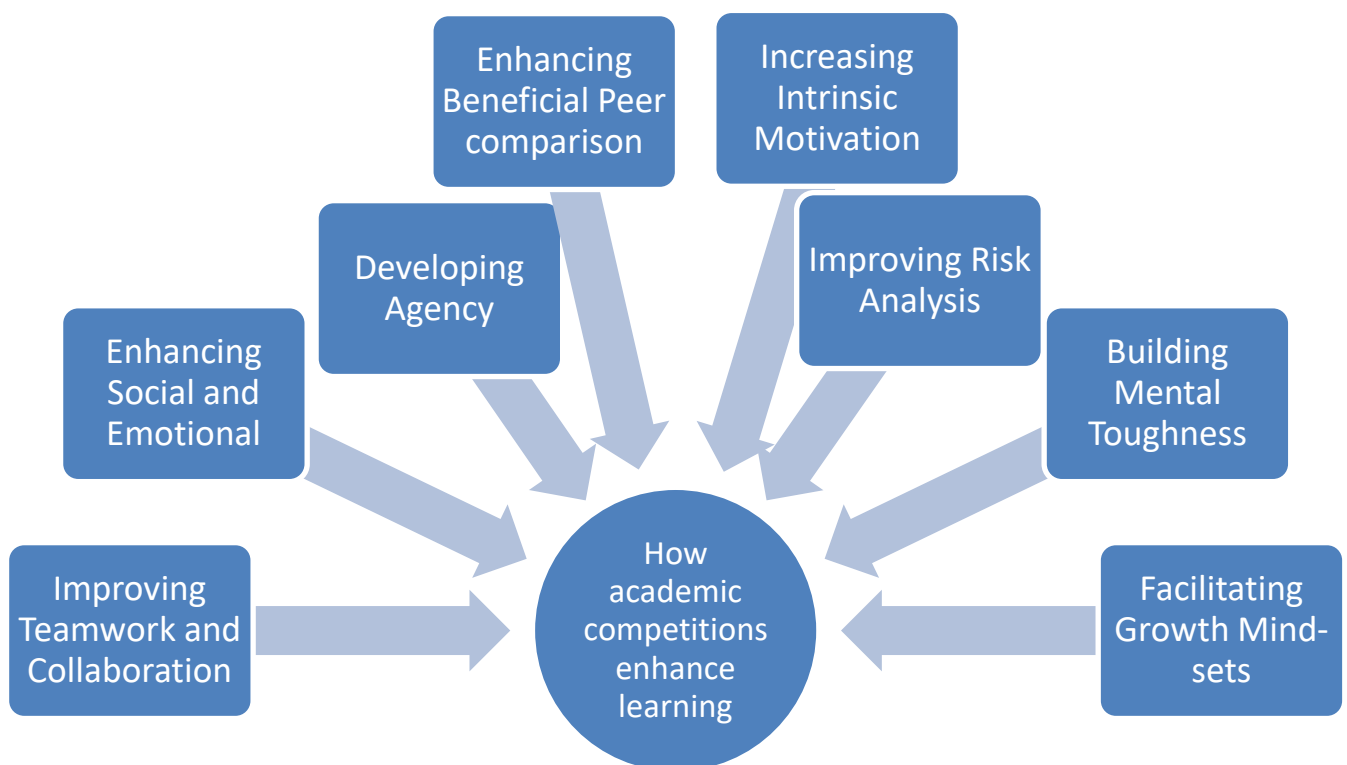 Enhancing
Beneficial Peer
comparison
Increasing
Intrinsic
Motivation
Developing
Agency
Improving Risk
Analysis
Enhancing
Social and
Emotional
Building
Mental
Toughness
Improving
Teamwork and
Collaboration
How
academic
competitions
enhance
learning
Facilitating
Growth Mind-
sets